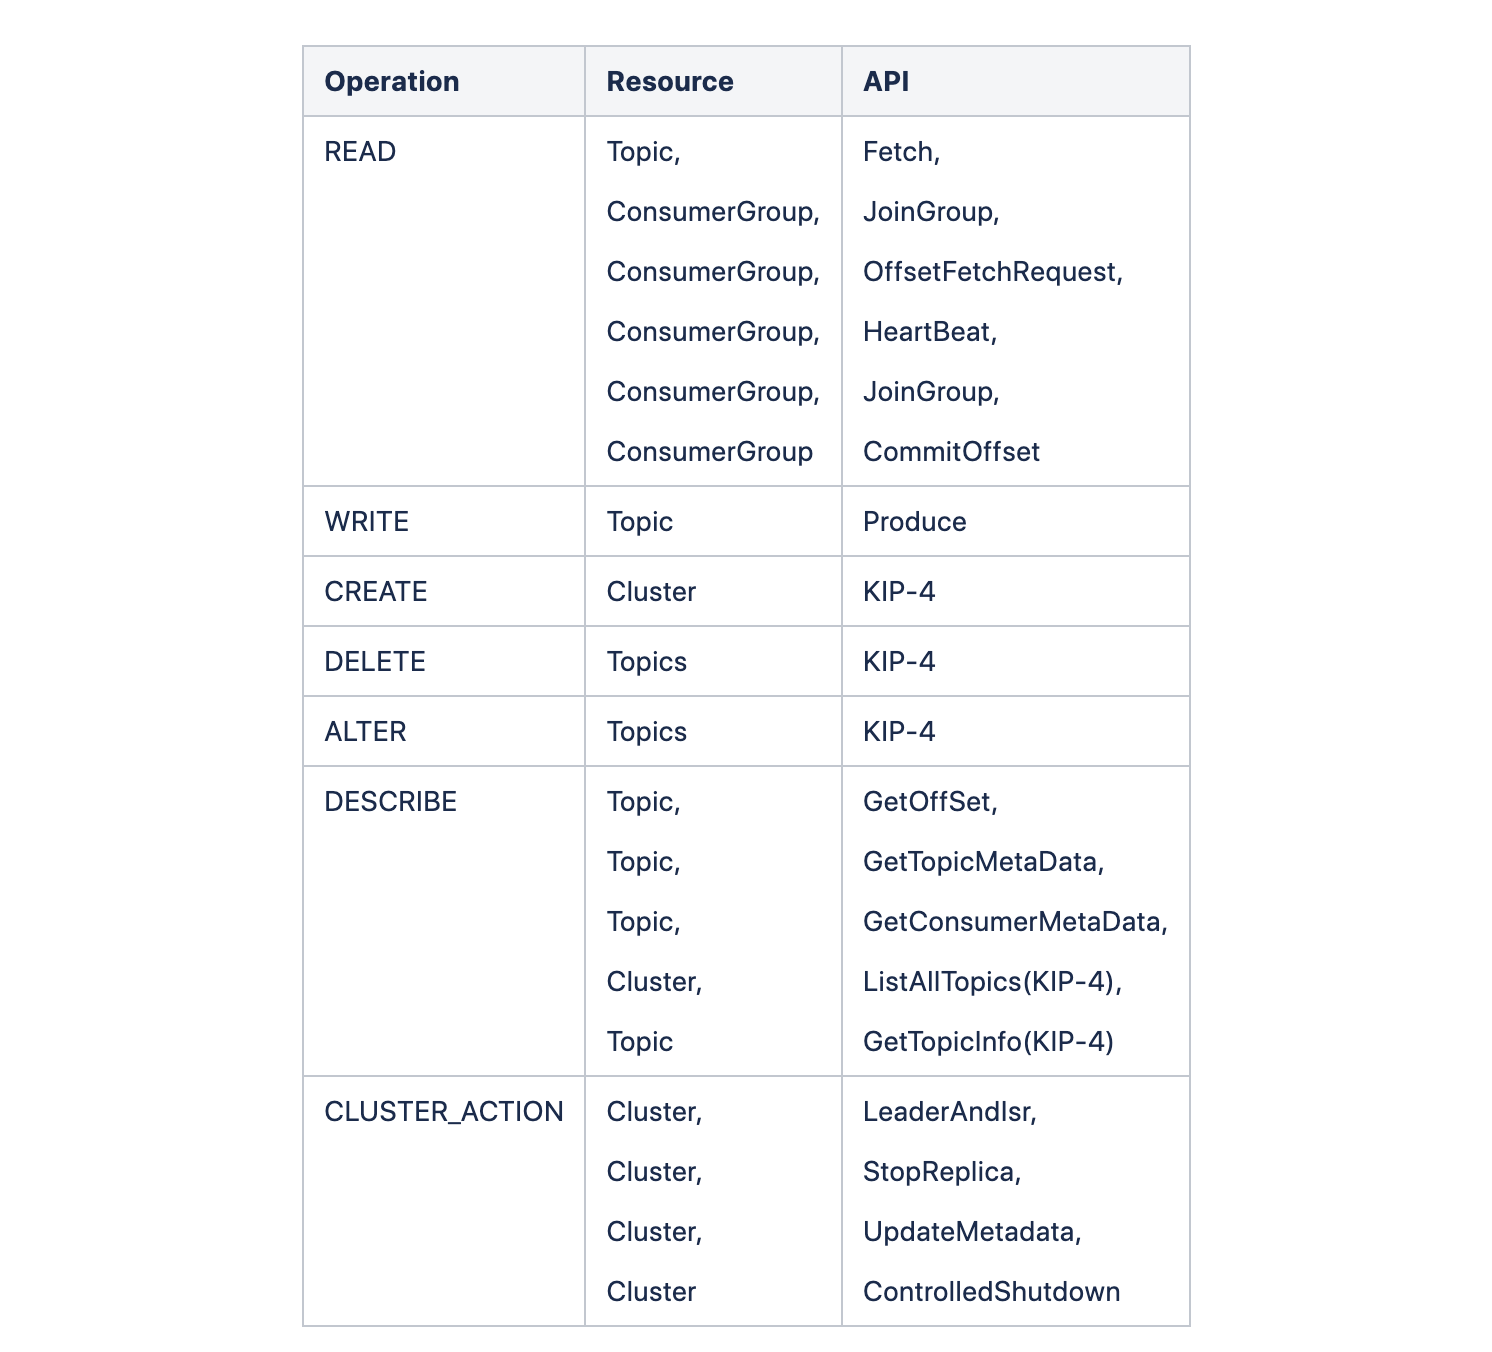 Operation Resource API
READ Topic, Fetch,
ConsumerGroup, JoinGroup,
ConsumerGroup, OffsetFetchRequest,
ConsumerGroup, HeartBeat,
ConsumerGroup, JoinGroup,
ConsumerGroup CommitOffset
WRITE Topic Produce
CREATE Cluster KIP-4
DELETE Topics KIP-4
ALTER Topics KIP-4
DESCRIBE Topic, GetOffSet,
Topic, GetTopicMetaData,
Topic, GetConsumerMetaData,
Cluster, ListAllTopics(KIP-4),
Topic GetTopicInfo(KIP-4)
CLUSTER_ACTION Cluster, LeaderAndIsr,
Cluster, StopReplica,
Cluster, UpdateMetadata,
Cluster ControlledShutdown